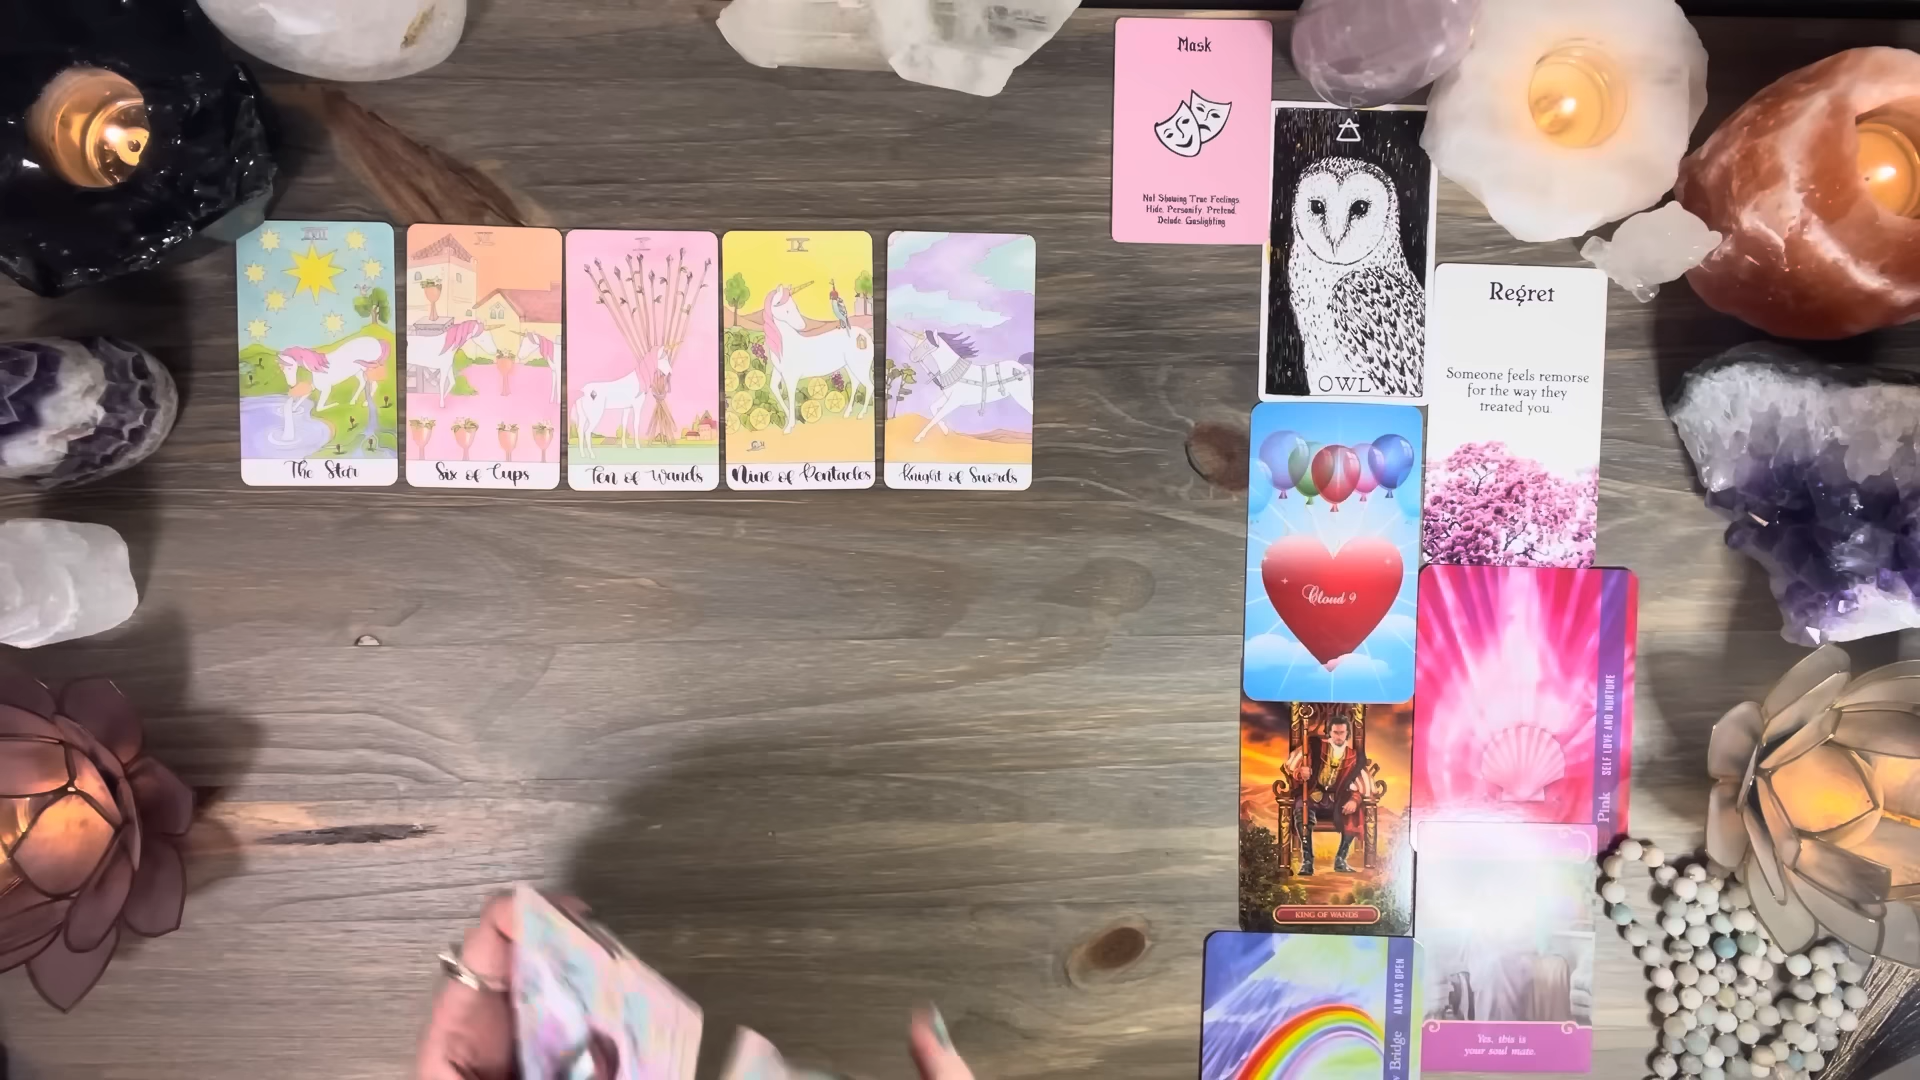 The Star
Six of Cups
X
Ten of Wands
IX
Nine of Pentacles
Knight of Swords
Mask
Not Showing True Feelings
Hide, Personify, Pretend,
Delude, Gaslighting
OWL
Regret
Someone feels remorse
for the way they
treated you.
Cloud 9
Pink SELF LOVE AND NURTURE
KING OF WANDS
Bridge ALWAYS OPEN
Yes, this is
your soul mate.